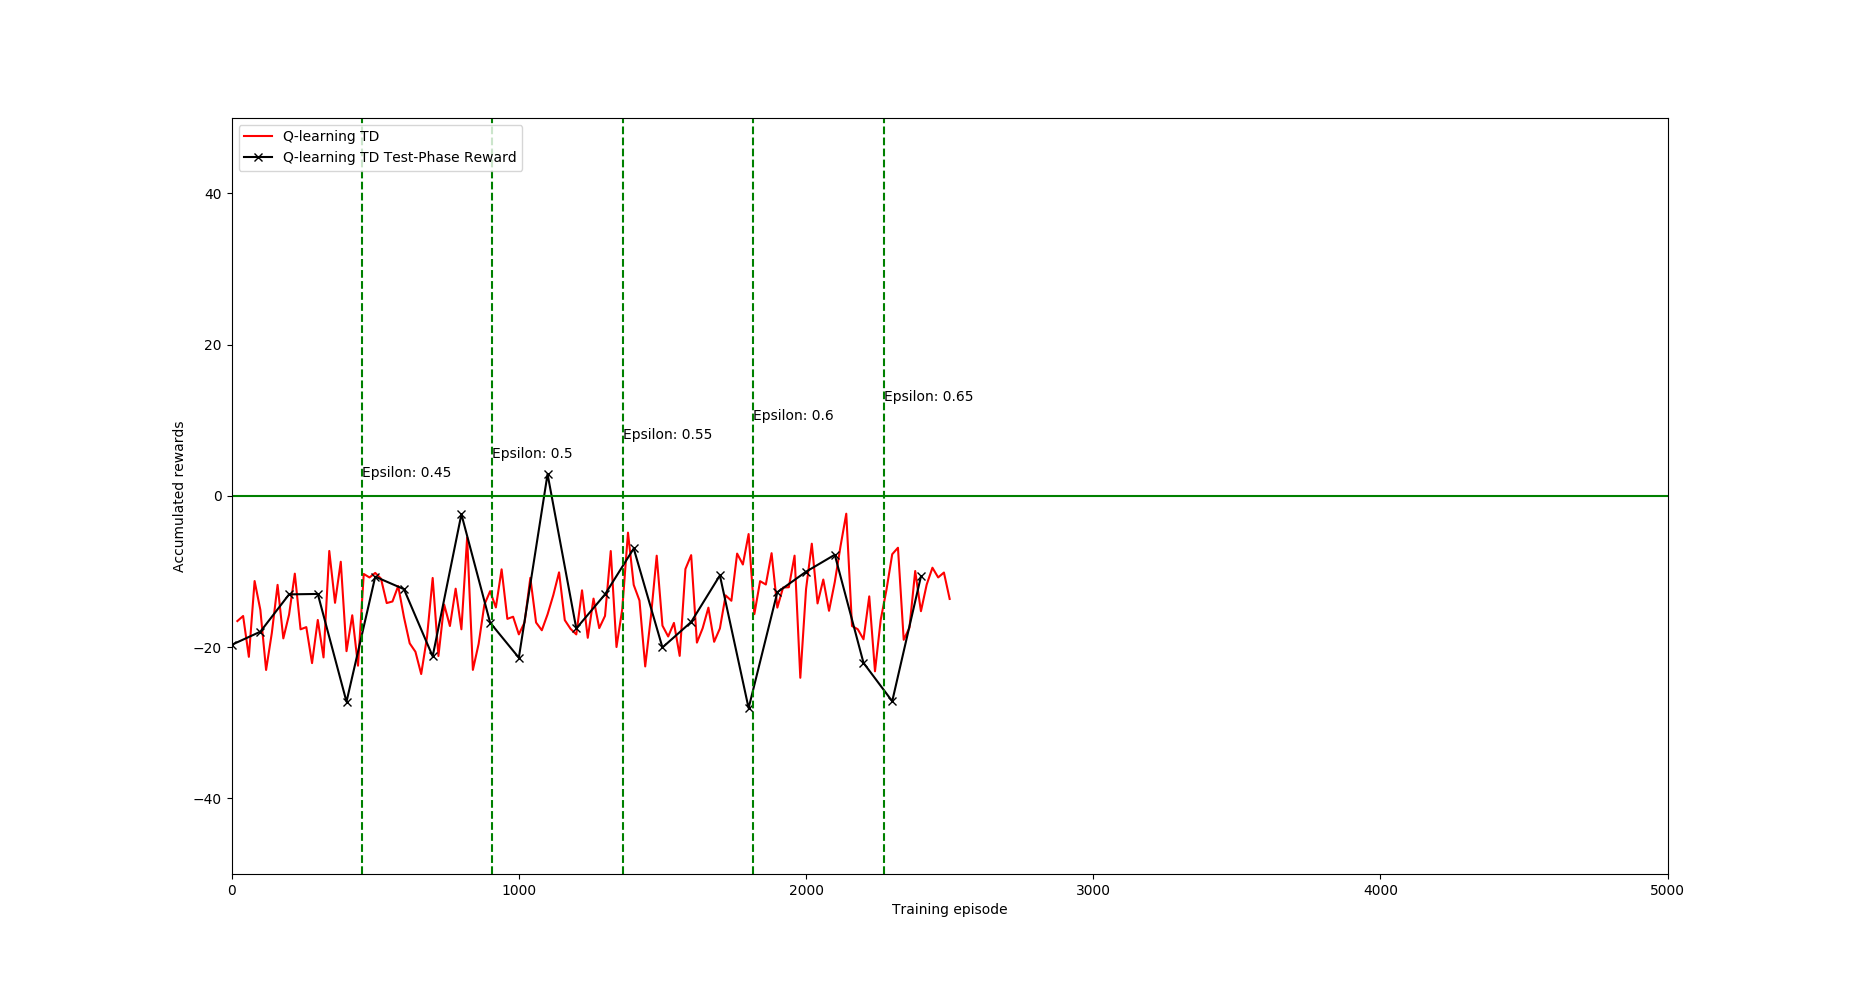 Q-learning TD
Q-learning TD Test-Phase Reward
40
20
0
−20
−40
Accumulated rewards
Epsilon: 0.65
Epsilon: 0.6
Epsilon: 0.55
Epsilon: 0.5
Epsilon: 0.45
0 1000 2000 3000 4000 5000
Training episode